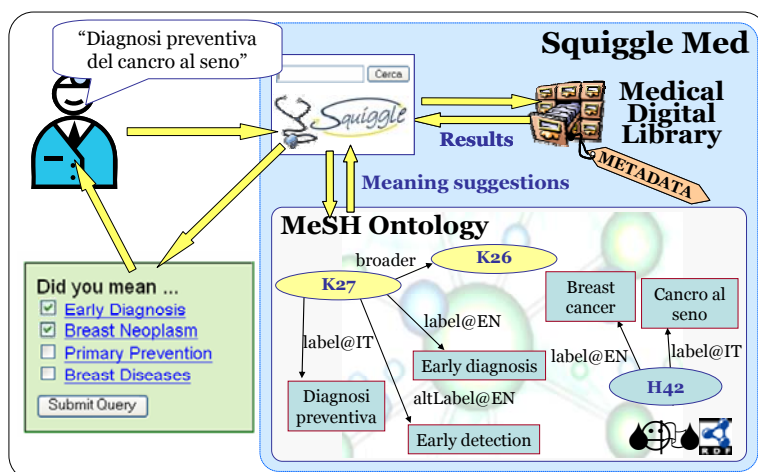 “Diagnosi preventiva
del cancro al seno”
Squiggle Med
Cerca
Squiggle
Medical
Digital
Library
METADATA
Results
Meaning suggestions
MeSH Ontology
broader
K26
K27
label@IT
label@EN
altLabel@EN
Diagnosi
preventiva
Early diagnosis
Early detection
Breast
cancer
Cancro al
seno
label@EN
label@IT
H42
RDF
Did you mean ...
Early Diagnosis
Breast Neoplasm
Primary Prevention
Breast Diseases
Submit Query